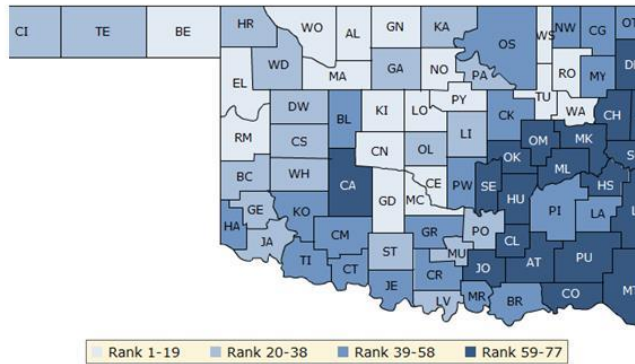 CI TE BE HR WO AL GN KA OS WS NW CG OT
EL WD MA GA NO PA TU RO MY DE
RM DW BL KI LO PY CK WA CH
CS CN OL LI OM MK
BC WH CA CE PW OK ML
GE KO GD MC SE HU PI HS LA
HA JA CM GR PO
TI CT ST MU CL AT PU
JE CR JO CO
LV MR BR
Rank 1-19 Rank 20-38 Rank 39-58 Rank 59-77